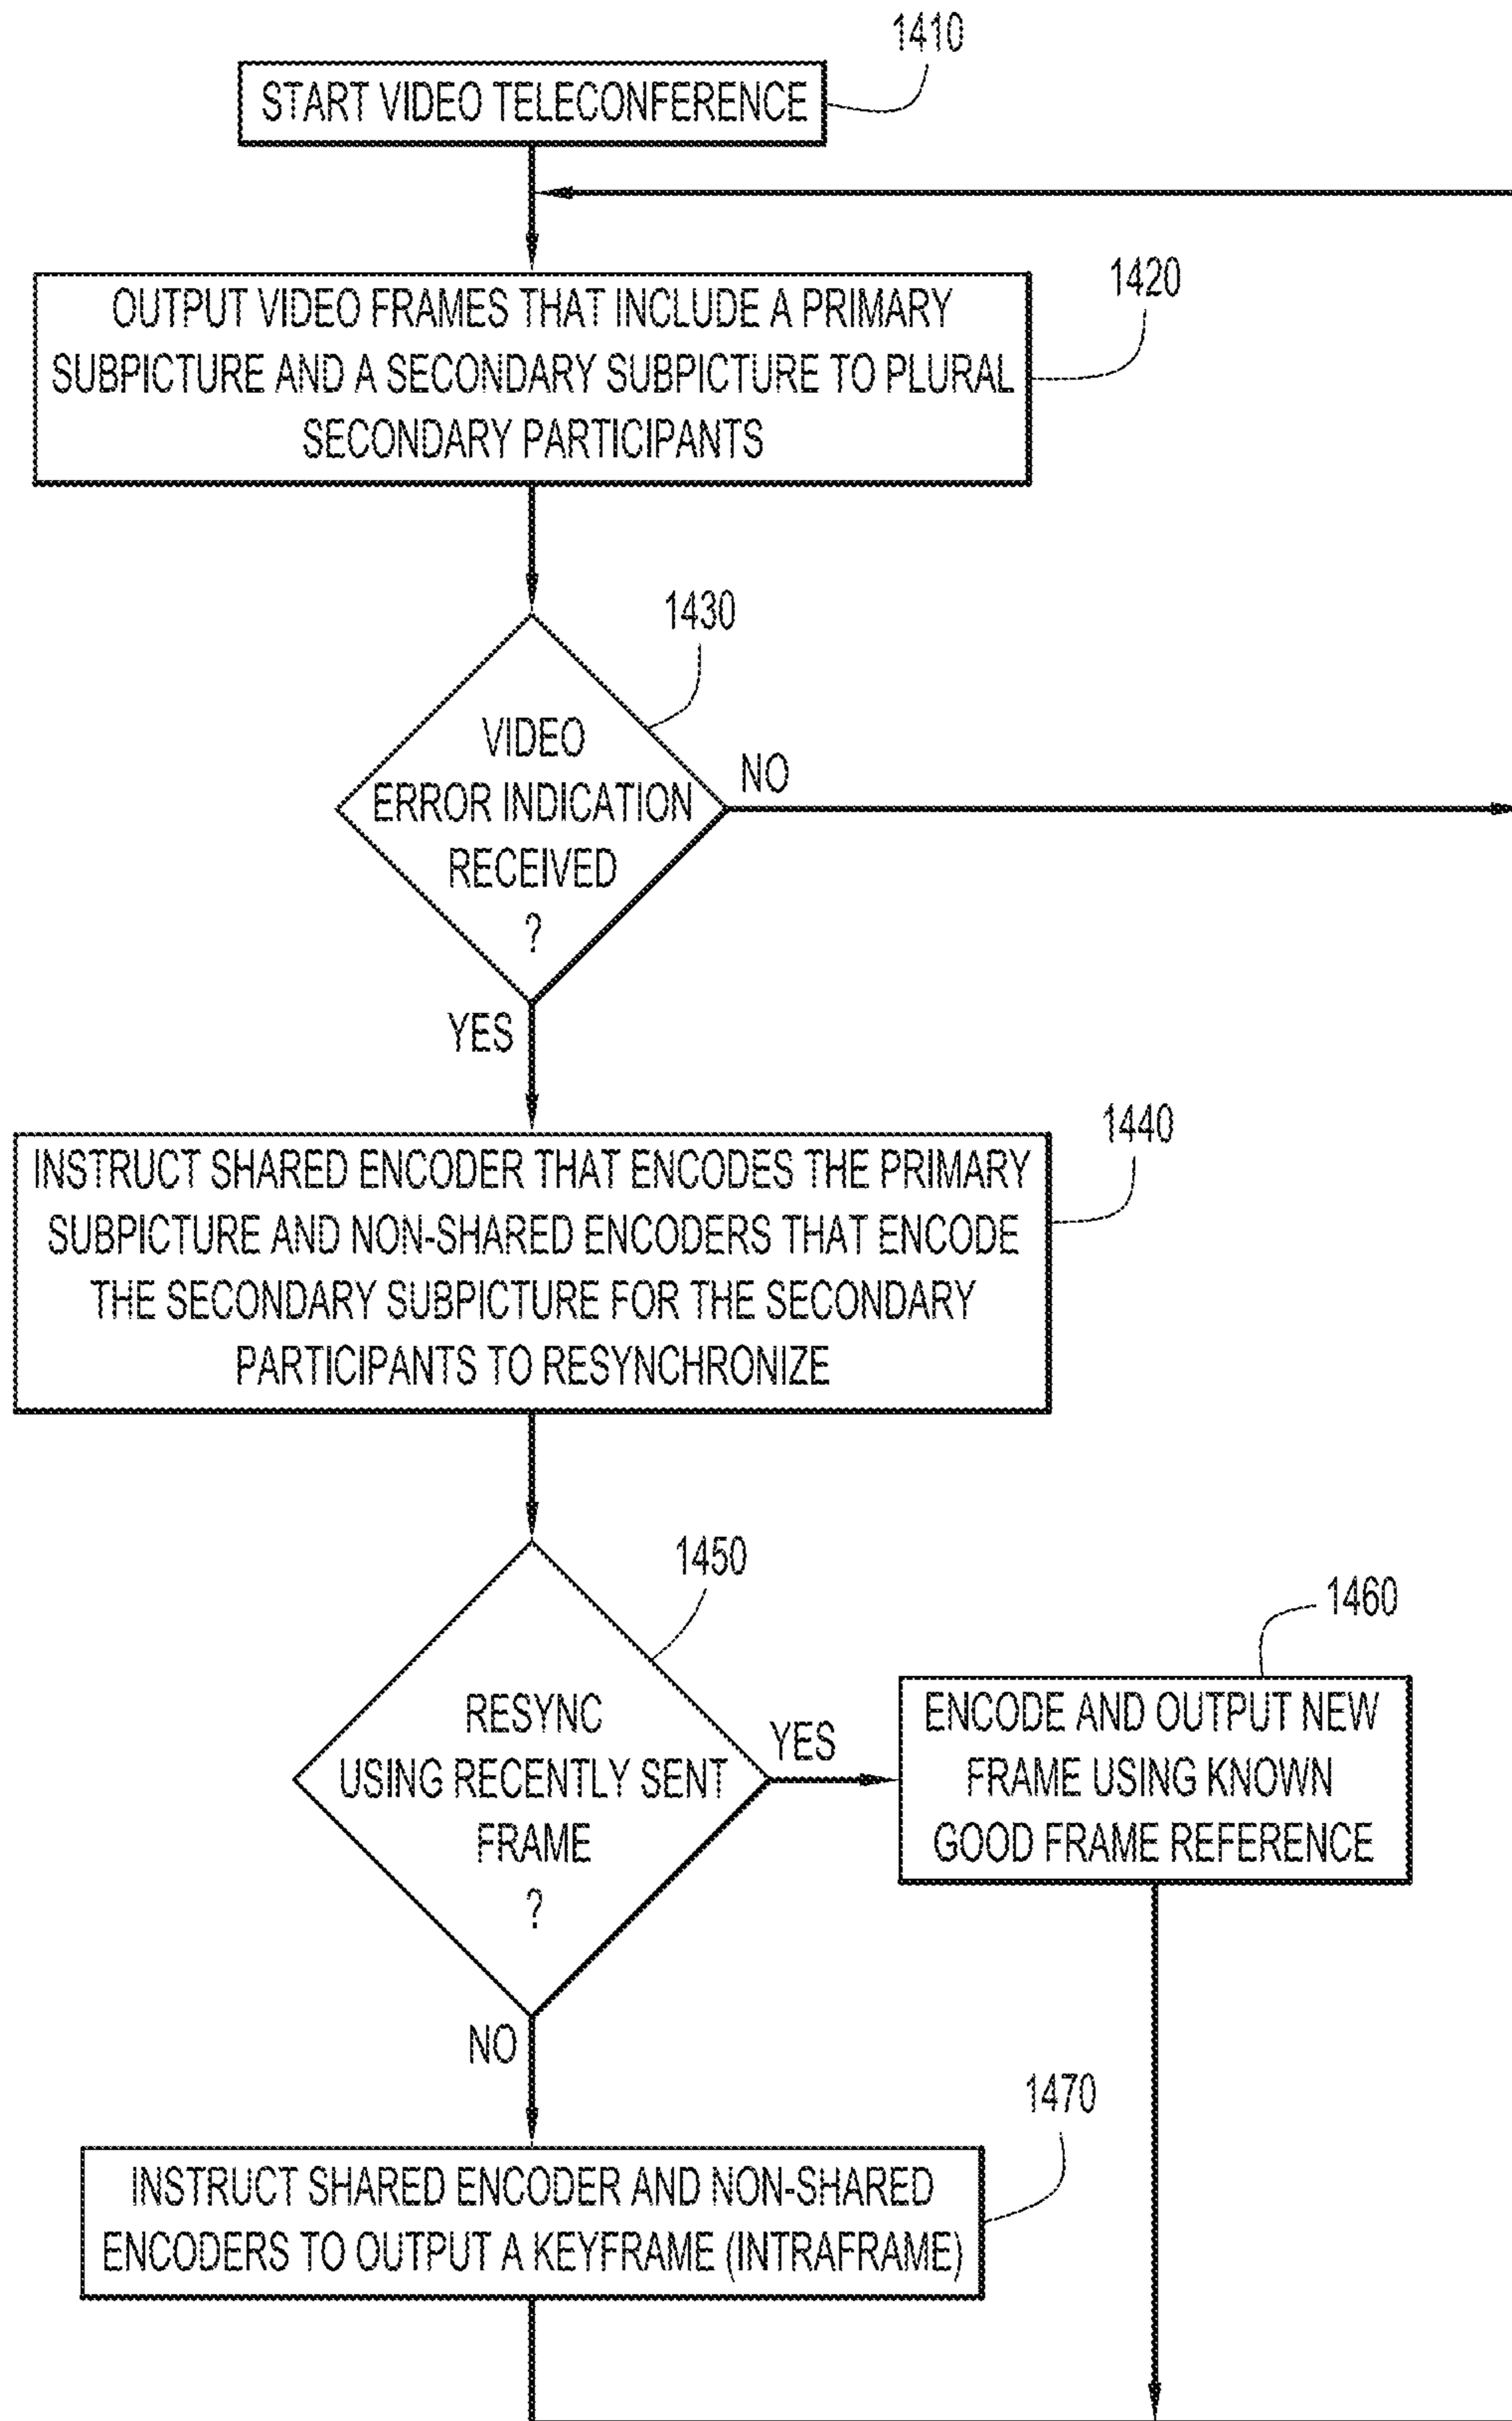 1410
START VIDEO TELECONFERENCE
1420
OUTPUT VIDEO FRAMES THAT INCLUDE A PRIMARY
SUBPICTURE AND A SECONDARY SUBPICTURE TO PLURAL
SECONDARY PARTICIPANTS
1430
VIDEO
ERROR INDICATION
RECEIVED
?
NO
YES
1440
INSTRUCT SHARED ENCODER THAT ENCODES THE PRIMARY
SUBPICTURE AND NON-SHARED ENCODERS THAT ENCODE
THE SECONDARY SUBPICTURE FOR THE SECONDARY
PARTICIPANTS TO RESYNCHRONIZE
1450
RESYNC
USING RECENTLY SENT
FRAME
?
YES
1460
ENCODE AND OUTPUT NEW
FRAME USING KNOWN
GOOD FRAME REFERENCE
NO
1470
INSTRUCT SHARED ENCODER AND NON-SHARED
ENCODERS TO OUTPUT A KEYFRAME (INTRAFRAME)